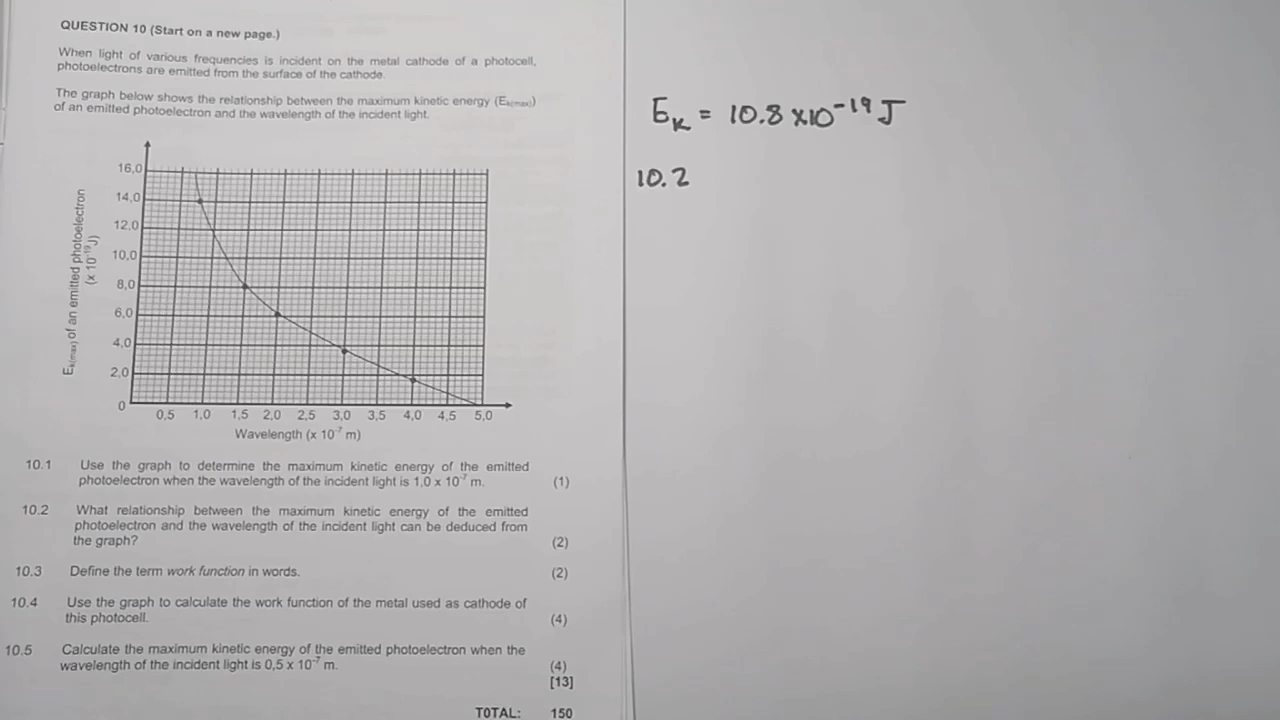 QUESTION 10 (Start on a new page.)
When light of various frequencies is incident on the metal cathode of a photocell,
photoelectrons are emitted from the surface of the cathode.
The graph below shows the relationship between the maximum kinetic energy (Ek(max))
of an emitted photoelectron and the wavelength of the incident light.
Ek(max) of an emitted photoelectron
(x 10⁻¹⁹ J)
16,0
14,0
12,0
10,0
8,0
6,0
4,0
2,0
0
0,5 1,0 1,5 2,0 2,5 3,0 3,5 4,0 4,5 5,0
Wavelength (x 10⁻⁷ m)
10.1 Use the graph to determine the maximum kinetic energy of the emitted
photoelectron when the wavelength of the incident light is 1,0 x 10⁻⁷ m. (1)
10.2 What relationship between the maximum kinetic energy of the emitted
photoelectron and the wavelength of the incident light can be deduced from
the graph? (2)
10.3 Define the term work function in words. (2)
10.4 Use the graph to calculate the work function of the metal used as cathode of
this photocell. (4)
10.5 Calculate the maximum kinetic energy of the emitted photoelectron when the
wavelength of the incident light is 0,5 x 10⁻⁷ m. (4)
[13]
TOTAL: 150
EK = 10.8 x10⁻¹⁹ J
10.2